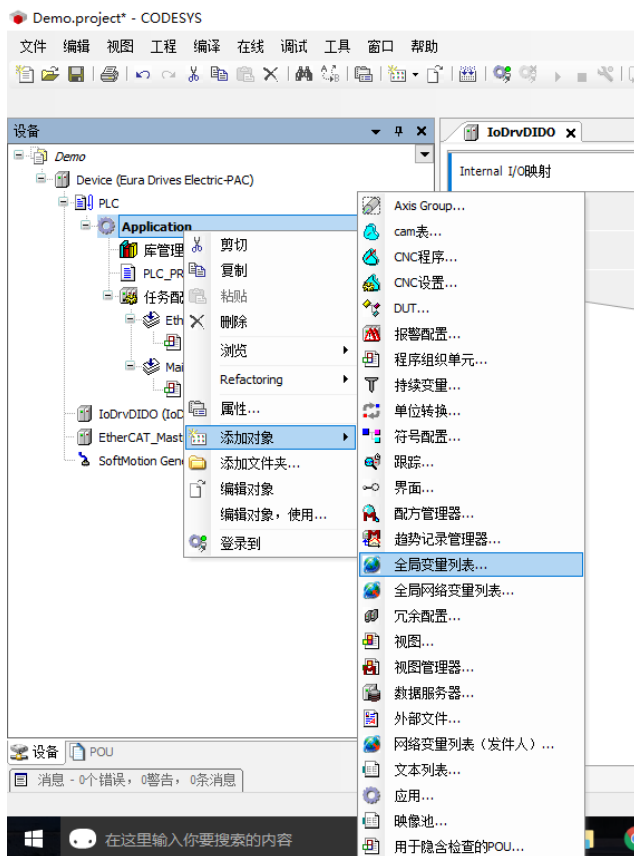 Demo.project* - CODESYS
文件 编辑 视图 工程 编译 在线 调试 工具 窗口 帮助
设备
IoDrvDIDO
Demo
Internal I/O映射
Device (Eura Drives Electric-PAC)
PLC
Application
库管理
PLC_PR
任务配
Eth
Mai
IoDrvDIDO (IoD
EtherCAT_Mast
SoftMotion Gen
剪切
复制
粘贴
删除
浏览
Refactoring
属性...
添加对象
添加文件夹...
编辑对象
编辑对象，使用...
登录到
Axis Group...
cam表...
CNC程序...
CNC设置...
DUT...
报警配置...
程序组织单元...
持续变量...
单位转换...
符号配置...
跟踪...
界面...
配方管理器...
趋势记录管理器...
全局变量列表...
全局网络变量列表...
冗余配置...
视图...
视图管理器...
数据服务器...
外部文件...
网络变量列表（发件人）...
文本列表...
应用...
映像池...
用于隐含检查的POU...
设备 POU
消息 - 0个错误，0警告，0条消息
在这里输入你要搜索的内容